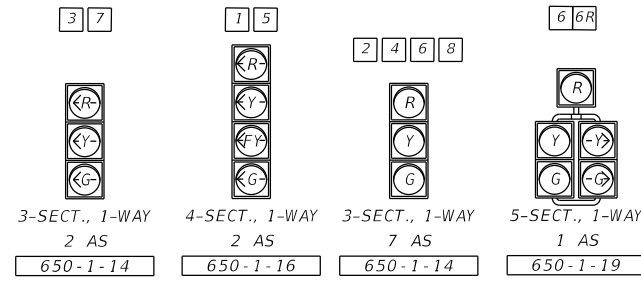 3 7
1 5
2 4 6 8
6 6R
R
Y
G
R
Y
FY
G
R
Y
G
R
Y Y
G G
3-SECT., 1-WAY
2 AS
650-1-14
4-SECT., 1-WAY
2 AS
650-1-16
3-SECT., 1-WAY
7 AS
650-1-14
5-SECT., 1-WAY
1 AS
650-1-19